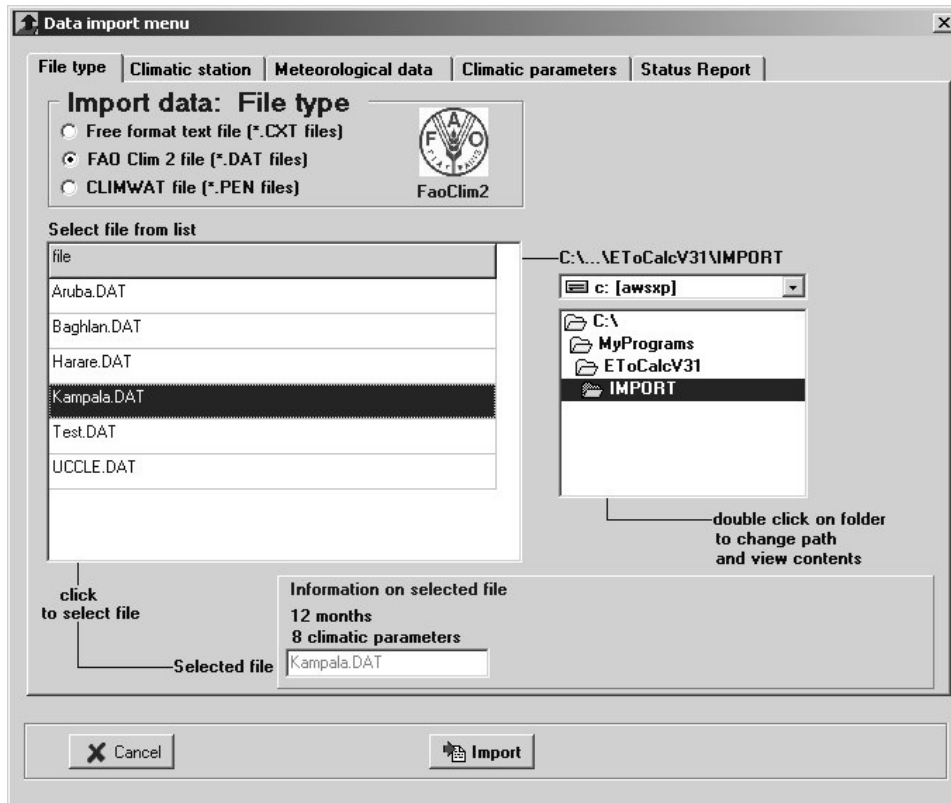 Data import menu
File type Climatic station Meteorological data Climatic parameters Status Report
Import data: File type
Free format text file (*.CXT files)
FAO Clim 2 file (*.DAT files)
CLIMWAT file (*.PEN files)
FAO
FIAT PANIS
FaoClim2
Select file from list
file
Aruba.DAT
Baghlan.DAT
Harare.DAT
Kampala.DAT
Test.DAT
UCCLE.DAT
C:\...\EToCalcV31\IMPORT
c: [awsxp]
C:\
MyPrograms
EToCalcV31
IMPORT
double click on folder
to change path
and view contents
click
to select file
Selected file
Information on selected file
12 months
8 climatic parameters
Kampala.DAT
Cancel
Import